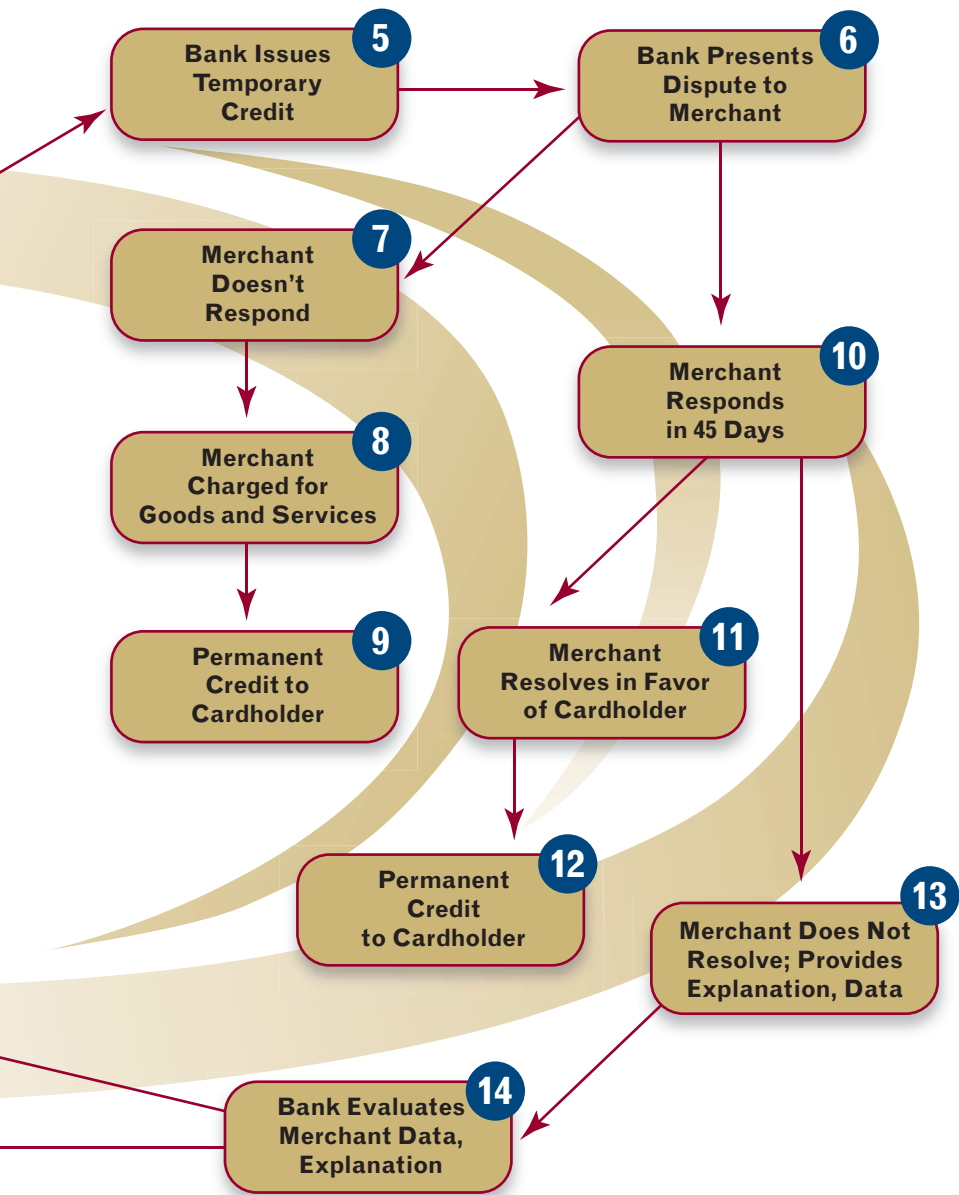 5
Bank Issues
Temporary
Credit
6
Bank Presents
Dispute to
Merchant
7
Merchant
Doesn't
Respond
8
Merchant
Charged for
Goods and Services
9
Permanent
Credit to
Cardholder
10
Merchant
Responds
in 45 Days
11
Merchant
Resolves in Favor
of Cardholder
12
Permanent
Credit
to Cardholder
13
Merchant Does Not
Resolve; Provides
Explanation, Data
14
Bank Evaluates
Merchant Data,
Explanation